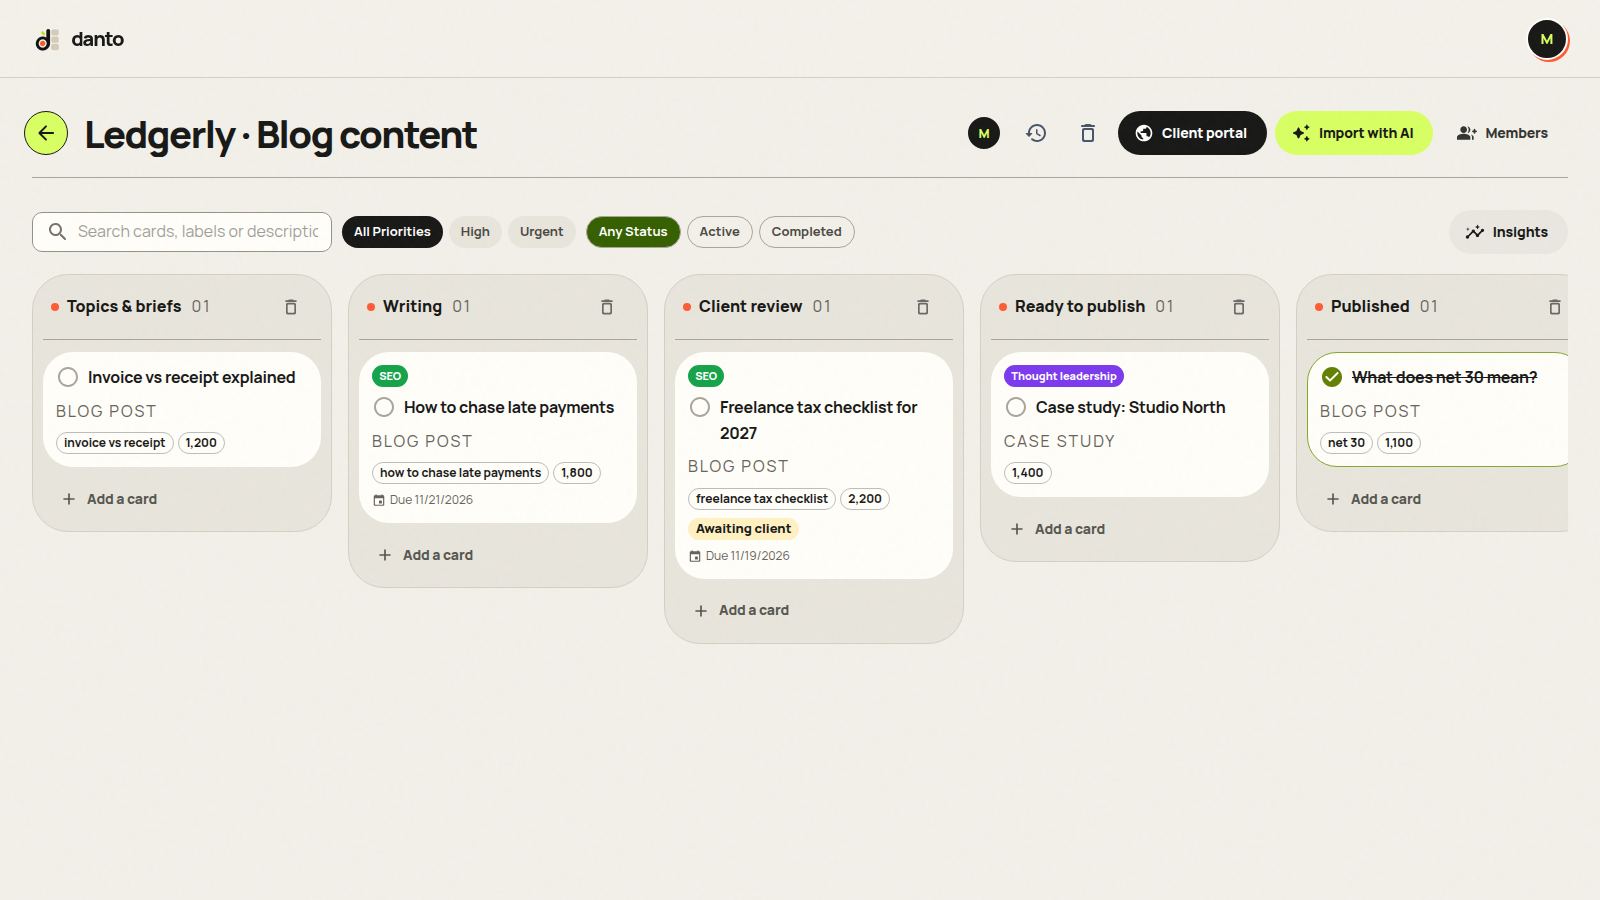 danto
M
Ledgerly · Blog content
M
Client portal
Import with AI
Members
Search cards, labels or descriptic
All Priorities
High
Urgent
Any Status
Active
Completed
Insights
Topics & briefs 01
Invoice vs receipt explained
BLOG POST
invoice vs receipt
1,200
Add a card
Writing 01
SEO
How to chase late payments
BLOG POST
how to chase late payments
1,800
Due 11/21/2026
Add a card
Client review 01
SEO
Freelance tax checklist for
2027
BLOG POST
freelance tax checklist
2,200
Awaiting client
Due 11/19/2026
Add a card
Ready to publish 01
Thought leadership
Case study: Studio North
CASE STUDY
1,400
Add a card
Published 01
What does net 30 mean?
BLOG POST
net 30
1,100
Add a card